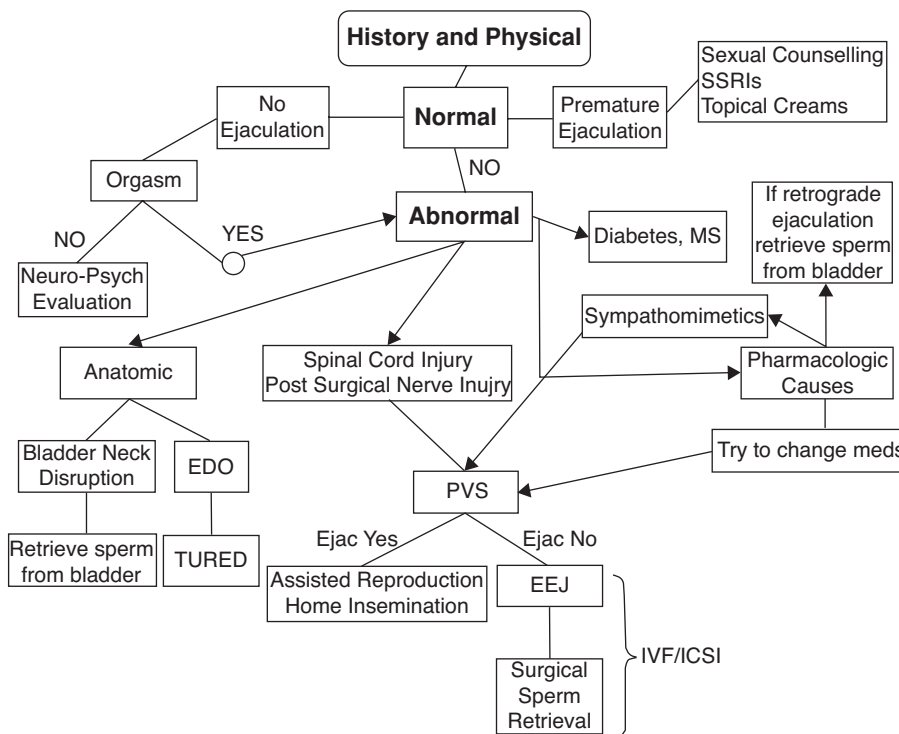 History and Physical
Sexual Counselling
SSRIs
Topical Creams
No
Ejaculation
Normal
Premature
Ejaculation
NO
Orgasm
Abnormal
If retrograde
ejaculation
retrieve sperm
from bladder
NO
YES
Diabetes, MS
Neuro-Psych
Evaluation
Sympathomimetics
Anatomic
Spinal Cord Injury
Post Surgical Nerve Inujry
Pharmacologic
Causes
Bladder Neck
Disruption
EDO
Try to change meds
PVS
Retrieve sperm
from bladder
TURED
Ejac Yes
Ejac No
Assisted Reproduction
Home Insemination
EEJ
IVF/ICSI
Surgical
Sperm
Retrieval